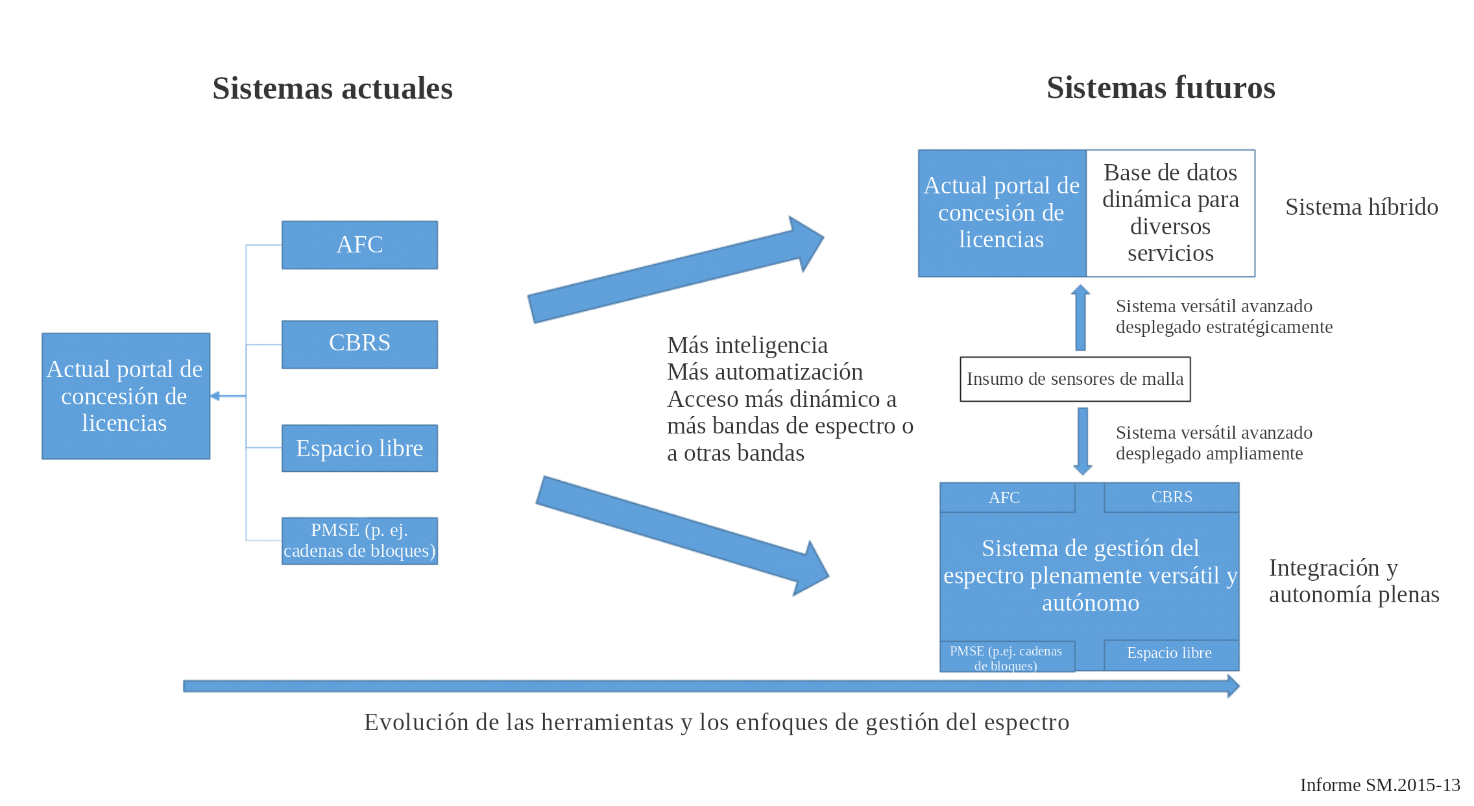 Sistemas actuales
Sistemas futuros
Actual portal de
concesión de
licencias
AFC
CBRS
Espacio libre
PMSE (p. ej.
cadenas de bloques)
Más inteligencia
Más automatización
Acceso más dinámico a
más bandas de espectro o
a otras bandas
Actual portal de
concesión de
licencias
Base de datos
dinámica para
diversos
servicios
Sistema híbrido
Sistema versátil avanzado
desplegado estratégicamente
Insumo de sensores de malla
Sistema versátil avanzado
desplegado ampliamente
AFC
CBRS
Sistema de gestión del
espectro plenamente versátil y
autónomo
PMSE (p.ej. cadenas
de bloques)
Espacio libre
Integración y
autonomía plenas
Evolución de las herramientas y los enfoques de gestión del espectro
Informe SM.2015-13